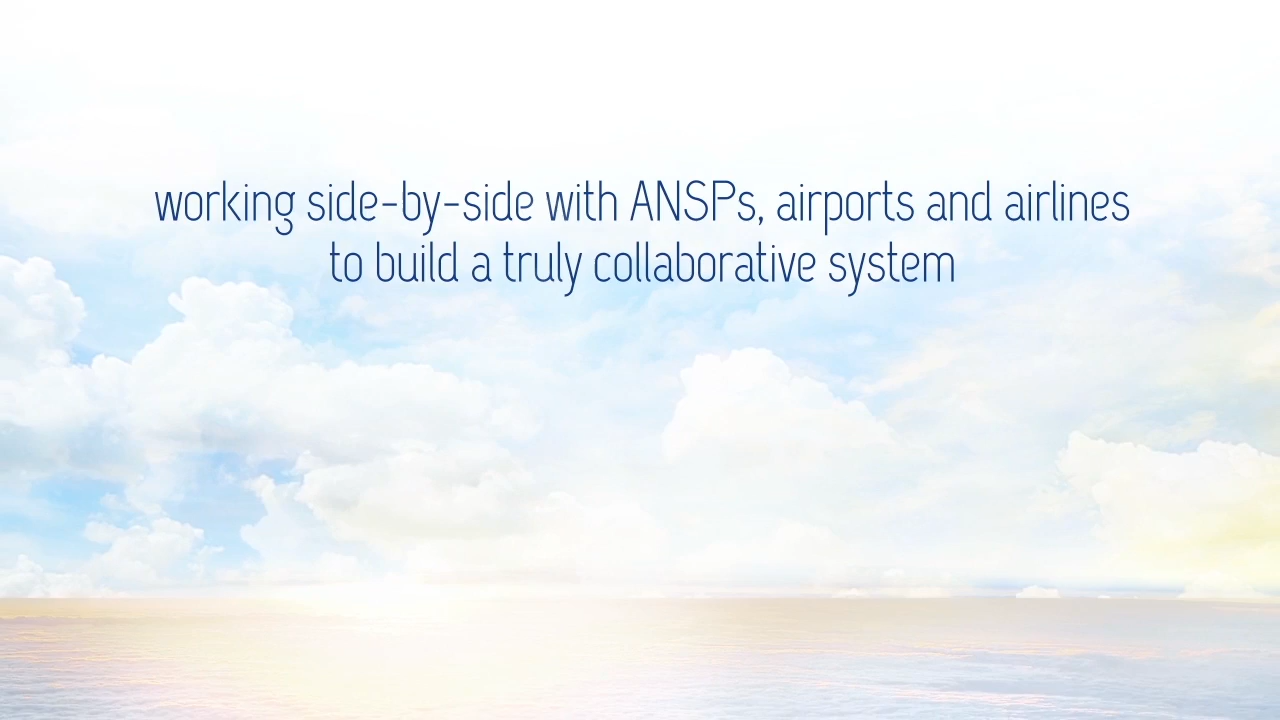 working side-by-side with ANSPs, airports and airlines
to build a truly collaborative system